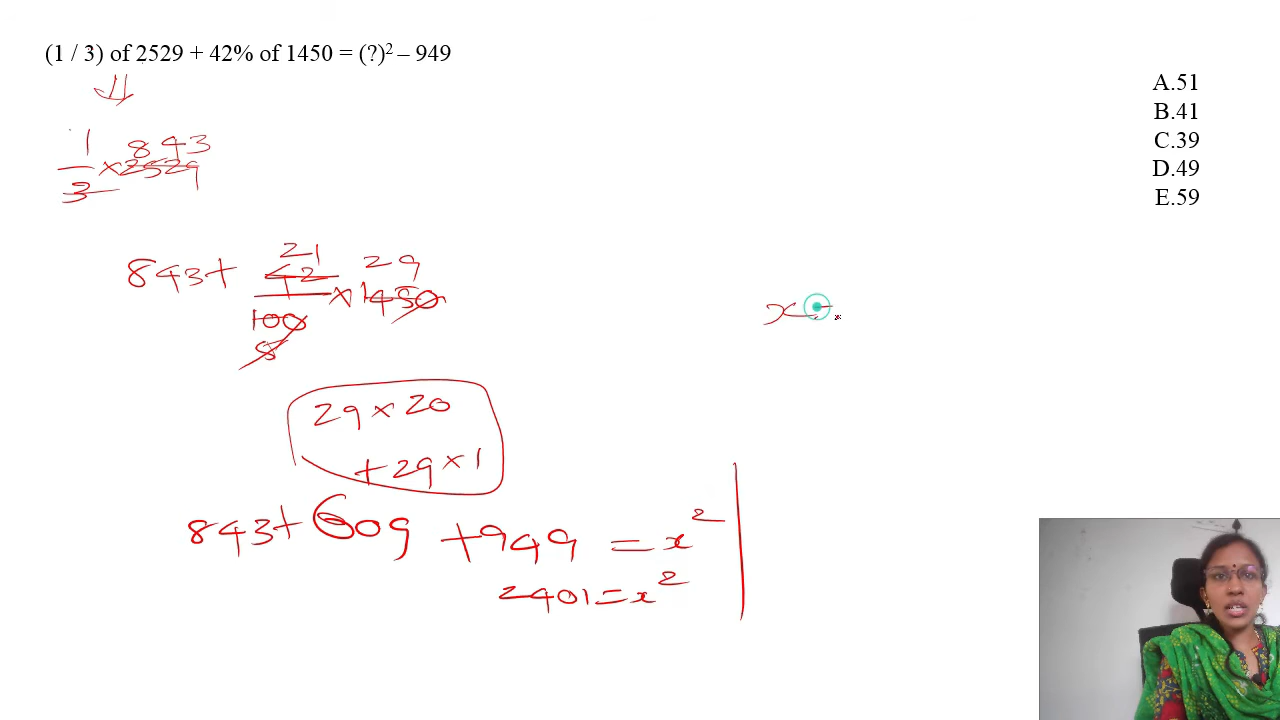 (1 / 3) of 2529 + 42% of 1450 = (?)² – 949
A.51
B.41
C.39
D.49
E.59
1 843
3 × 2529
21 29
843 + 42 × 1450
100
5
29 × 20
+ 29 × 1
843 + 609 + 949 = x²
2401 = x²
x =